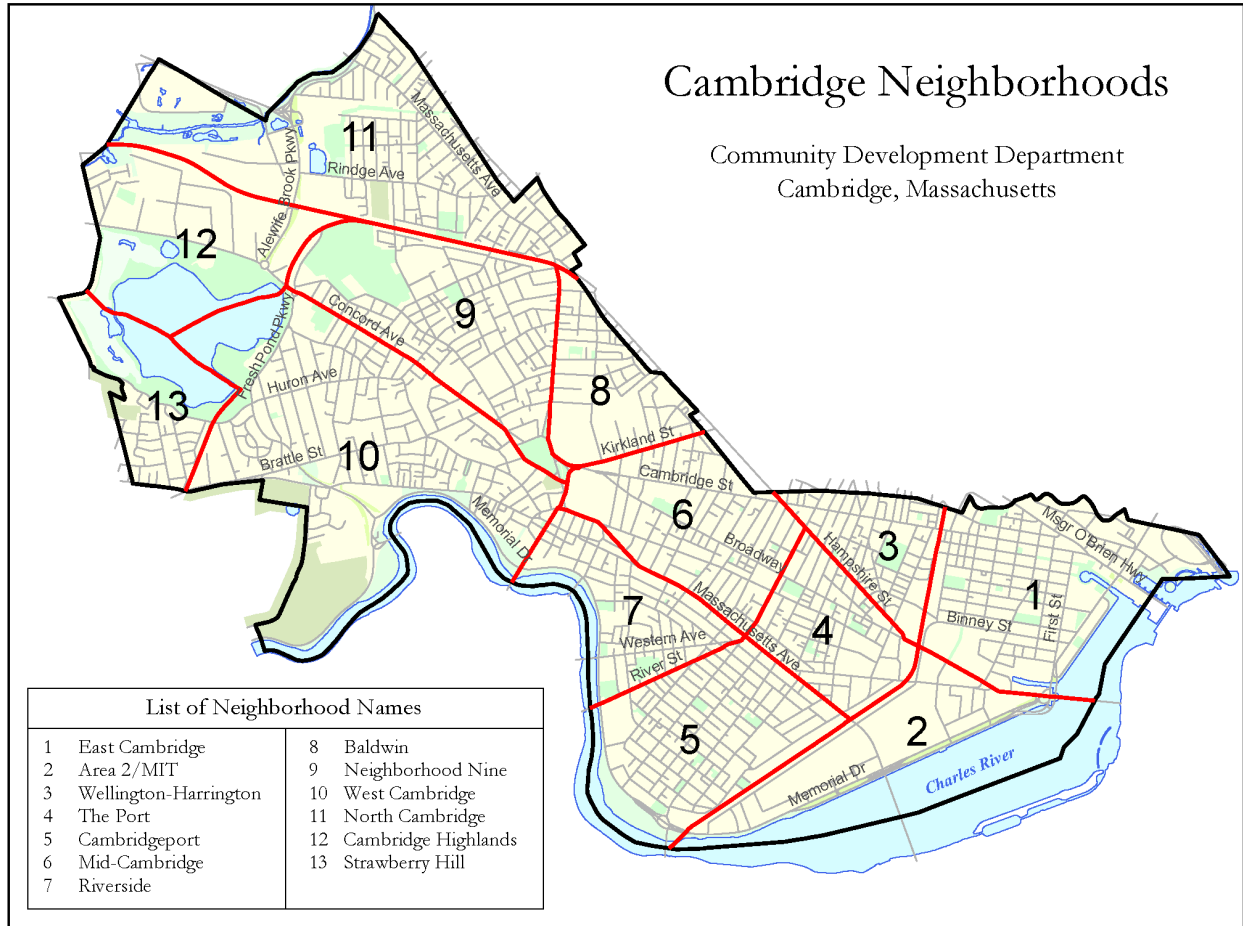 Cambridge Neighborhoods
Community Development Department
Cambridge, Massachusetts
11
Massachusetts Ave
Rindge Ave
Alewife Brook Pkwy
12
9
Concord Ave
Fresh Pond Pkwy
Huron Ave
8
13
Kirkland St
Brattle St
10
Cambridge St
Memorial Dr
6
Broadway
Hampshire St
3
Msgr O'Brien Hwy
1
First St
Binney St
7
Massachusetts Ave
4
Western Ave
River St
5
2
Memorial Dr
Charles River
List of Neighborhood Names
1 East Cambridge
2 Area 2/MIT
3 Wellington-Harrington
4 The Port
5 Cambridgeport
6 Mid-Cambridge
7 Riverside
8 Baldwin
9 Neighborhood Nine
10 West Cambridge
11 North Cambridge
12 Cambridge Highlands
13 Strawberry Hill